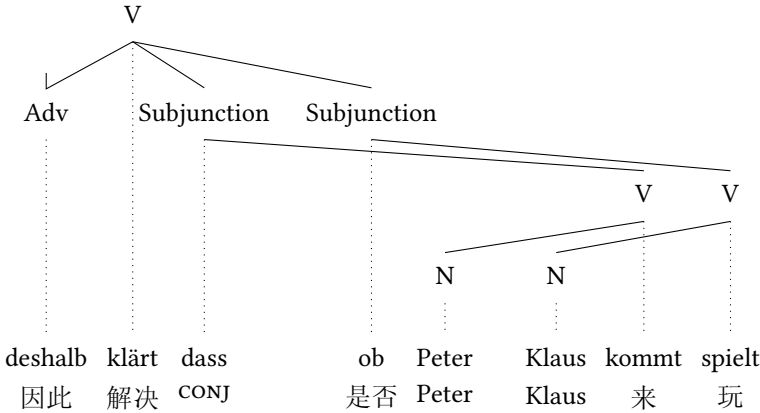 V
Adv Subjunction Subjunction
V V
N N
deshalb klärt dass ob Peter Klaus kommt spielt
因此 解决 CONJ 是否 Peter Klaus 来 玩